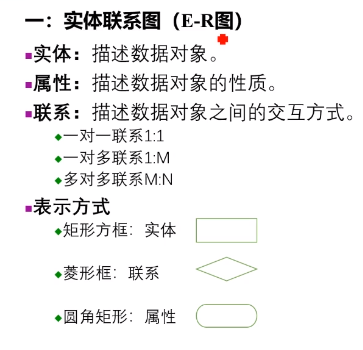 一：实体联系图（E-R图）
实体：描述数据对象。
属性：描述数据对象的性质。
联系：描述数据对象之间的交互方式。
一对一联系1:1
一对多联系1:M
多对多联系M:N
表示方式
矩形方框：实体
菱形框：联系
圆角矩形：属性